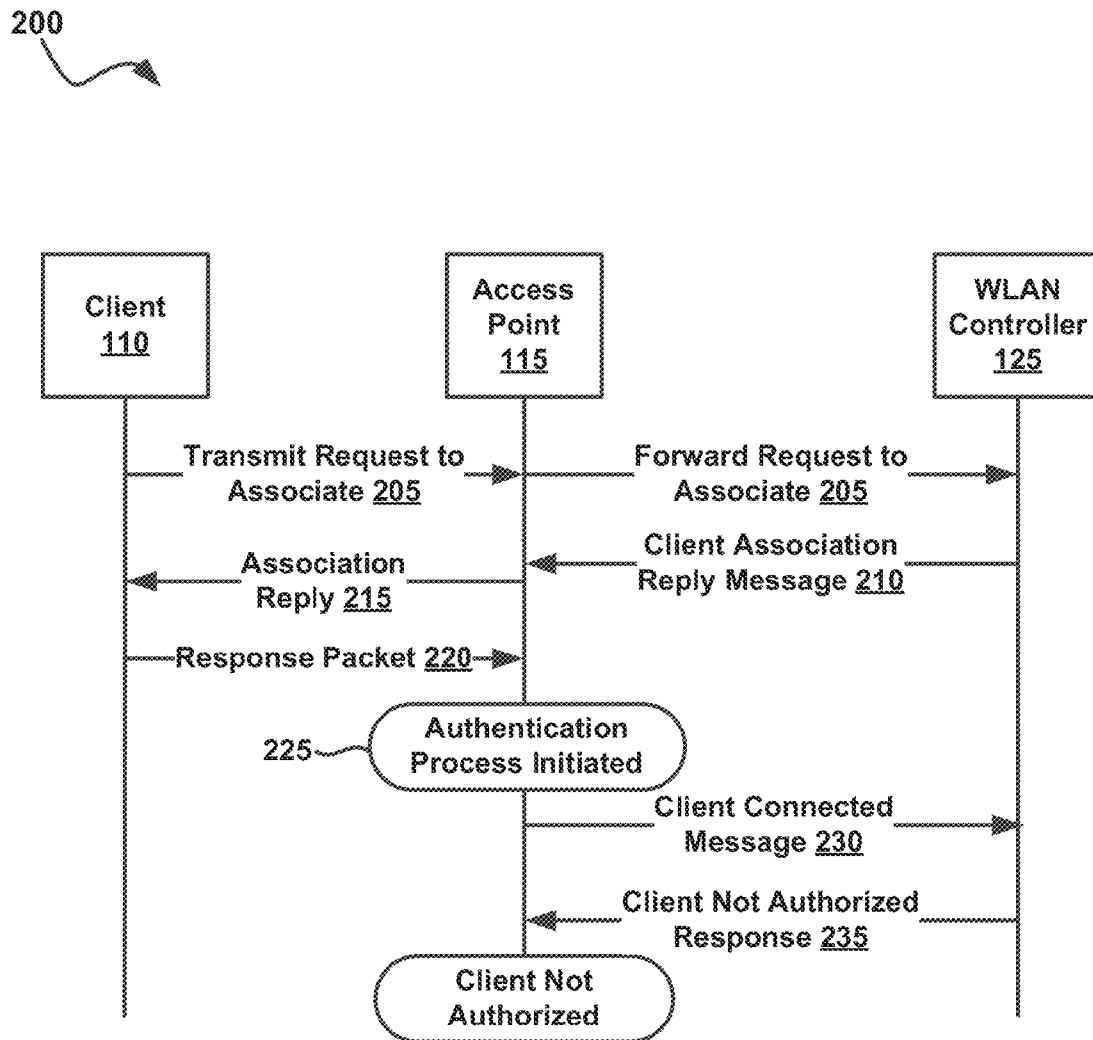 200
Client
110
Access
Point
115
WLAN
Controller
125
Transmit Request to
Associate 205
Forward Request to
Associate 205
Client Association
Reply Message 210
Association
Reply 215
Response Packet 220
Authentication
Process Initiated
225
Client Connected
Message 230
Client Not Authorized
Response 235
Client Not
Authorized